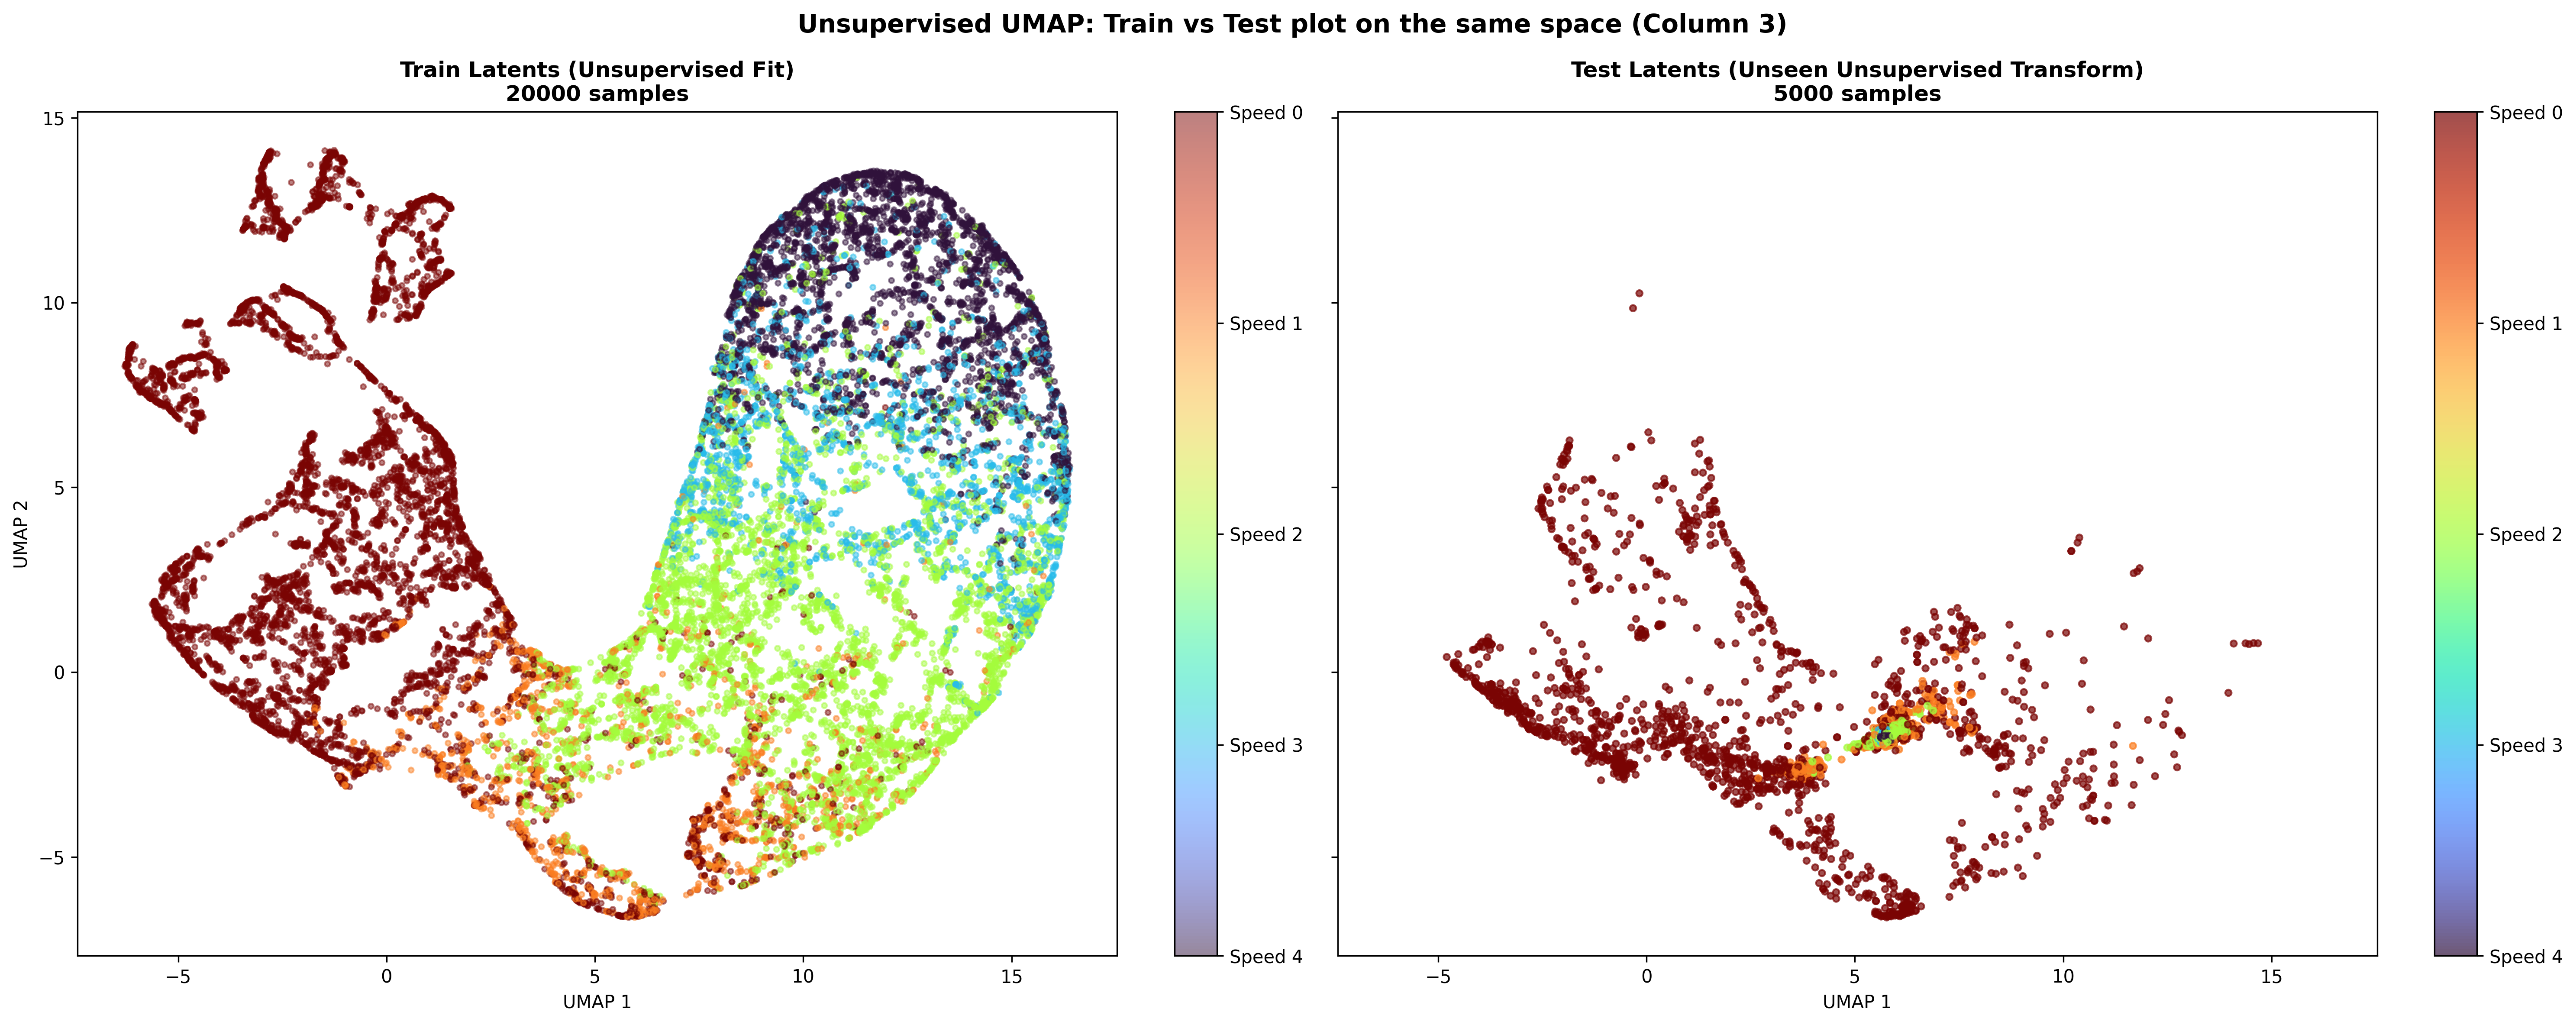 Unsupervised UMAP: Train vs Test plot on the same space (Column 3)
Train Latents (Unsupervised Fit)
20000 samples
15
10
5
0
−5
UMAP 2
−5
0
5
10
15
UMAP 1
Speed 0
Speed 1
Speed 2
Speed 3
Speed 4
Test Latents (Unseen Unsupervised Transform)
5000 samples
−5
0
5
10
15
UMAP 1
Speed 0
Speed 1
Speed 2
Speed 3
Speed 4